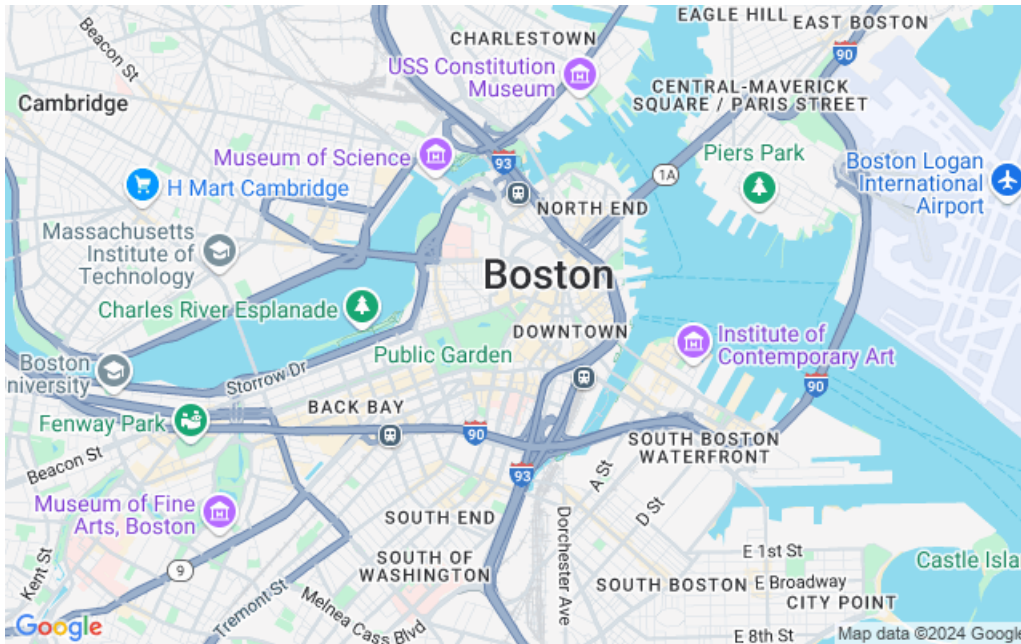 EAGLE HILL
EAST BOSTON
Beacon St
CHARLESTOWN
90
USS Constitution
Museum
CENTRAL-MAVERICK
SQUARE / PARIS STREET
Cambridge
Museum of Science
93
Piers Park
1A
Boston Logan
International
Airport
H Mart Cambridge
NORTH END
Massachusetts
Institute of
Technology
Boston
Charles River Esplanade
DOWNTOWN
Institute of
Contemporary Art
Public Garden
Boston
niversity
Storrow Dr
90
BACK BAY
Fenway Park
90
SOUTH BOSTON
WATERFRONT
Beacon St
93
A St
Museum of Fine
Arts, Boston
D St
SOUTH END
Dorchester Ave
E 1st St
Castle Isla
9
Kent St
SOUTH OF
WASHINGTON
SOUTH BOSTON
E Broadway
CITY POINT
Tremont St
Melnea Cass Blvd
E 8th St
Google
Map data ©2024 Google